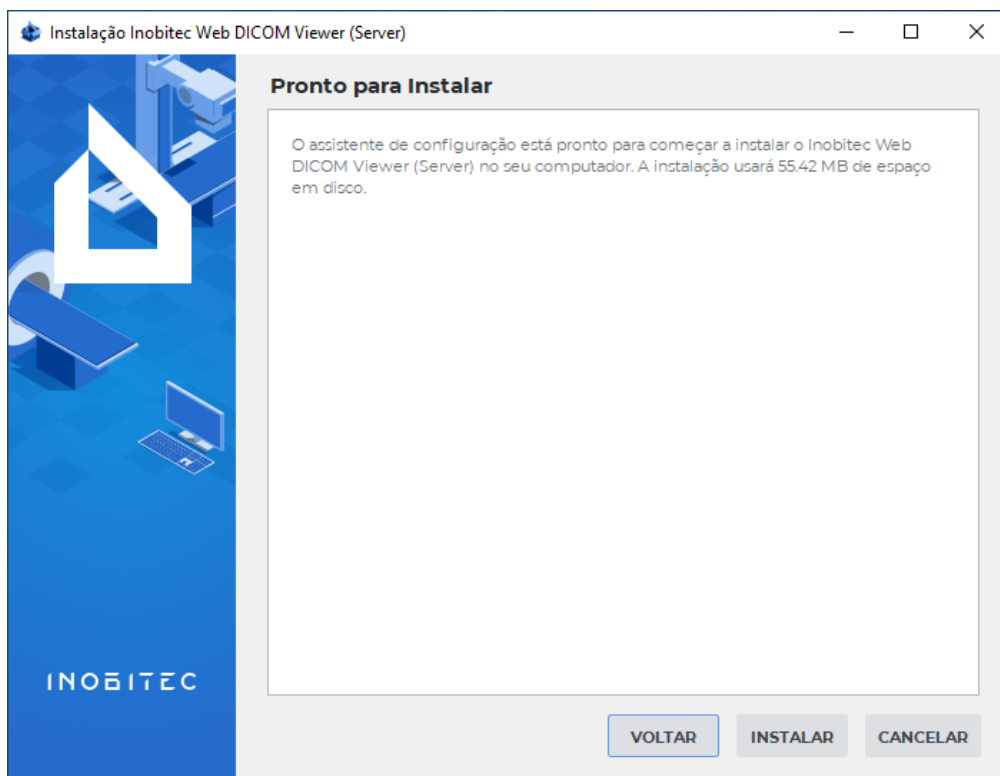 Instalação Inobitec Web DICOM Viewer (Server)
Pronto para Instalar
O assistente de configuração está pronto para começar a instalar o Inobitec Web
DICOM Viewer (Server) no seu computador. A instalação usará 55.42 MB de espaço
em disco.
INOBITEC
VOLTAR INSTALAR CANCELAR